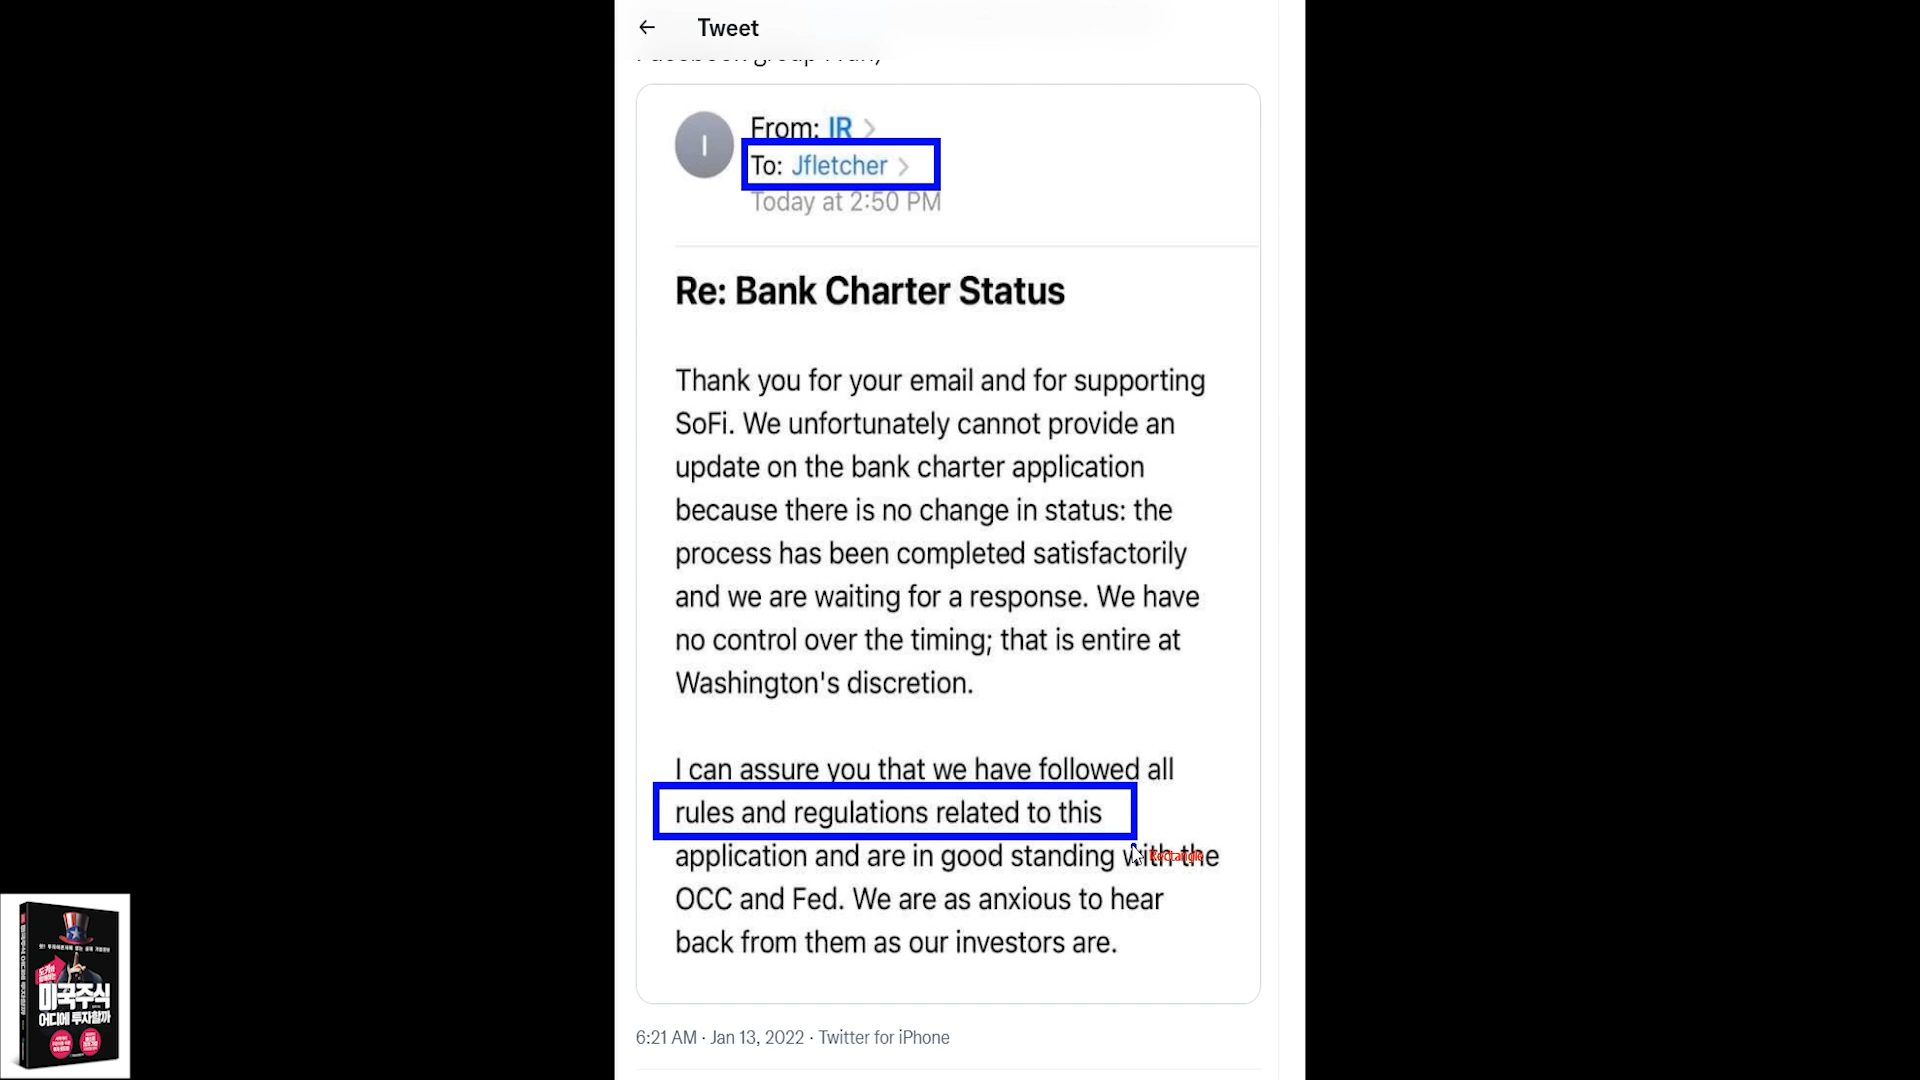 Tweet
From: IR
To: Jfletcher
Today at 2:50 PM
Re: Bank Charter Status
Thank you for your email and for supporting
SoFi. We unfortunately cannot provide an
update on the bank charter application
because there is no change in status: the
process has been completed satisfactorily
and we are waiting for a response. We have
no control over the timing; that is entire at
Washington's discretion.
I can assure you that we have followed all
rules and regulations related to this
application and are in good standing with the
Rectangle
OCC and Fed. We are as anxious to hear
back from them as our investors are.
6:21 AM · Jan 13, 2022 · Twitter for iPhone
미국주식
어디에 투자할까